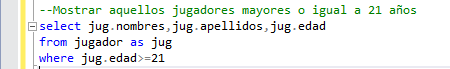 --Mostrar aquellos jugadores mayores o igual a 21 años
select jug.nombres,jug.apellidos,jug.edad
from jugador as jug
where jug.edad>=21